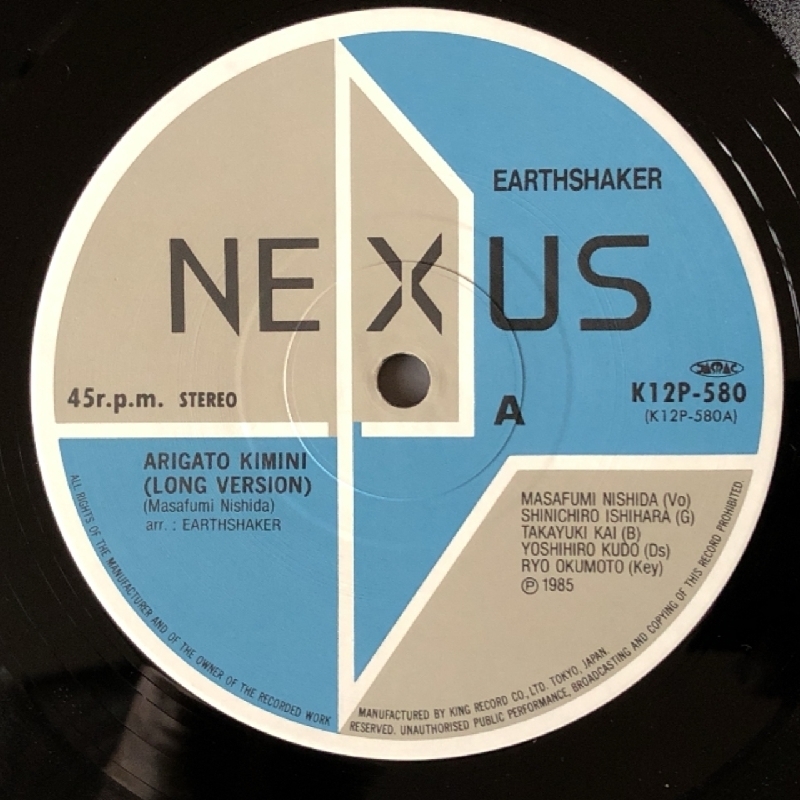 EARTHSHAKER
NEXUS
45r.p.m. STEREO
A
JASRAC
K12P-580
(K12P-580A)
ARIGATO KIMINI
(LONG VERSION)
(Masafumi Nishida)
arr. : EARTHSHAKER
MASAFUMI NISHIDA (Vo)
SHINICHIRO ISHIHARA (G)
TAKAYUKI KAI (B)
YOSHIHIRO KUDO (Ds)
RYO OKUMOTO (Key)
Ⓟ 1985
MANUFACTURED BY KING RECORD CO., LTD. TOKYO, JAPAN.
ALL RIGHTS OF THE MANUFACTURER AND OF THE OWNER OF THE RECORDED WORK RESERVED. UNAUTHORISED PUBLIC PERFORMANCE, BROADCASTING AND COPYING OF THIS RECORD PROHIBITED.